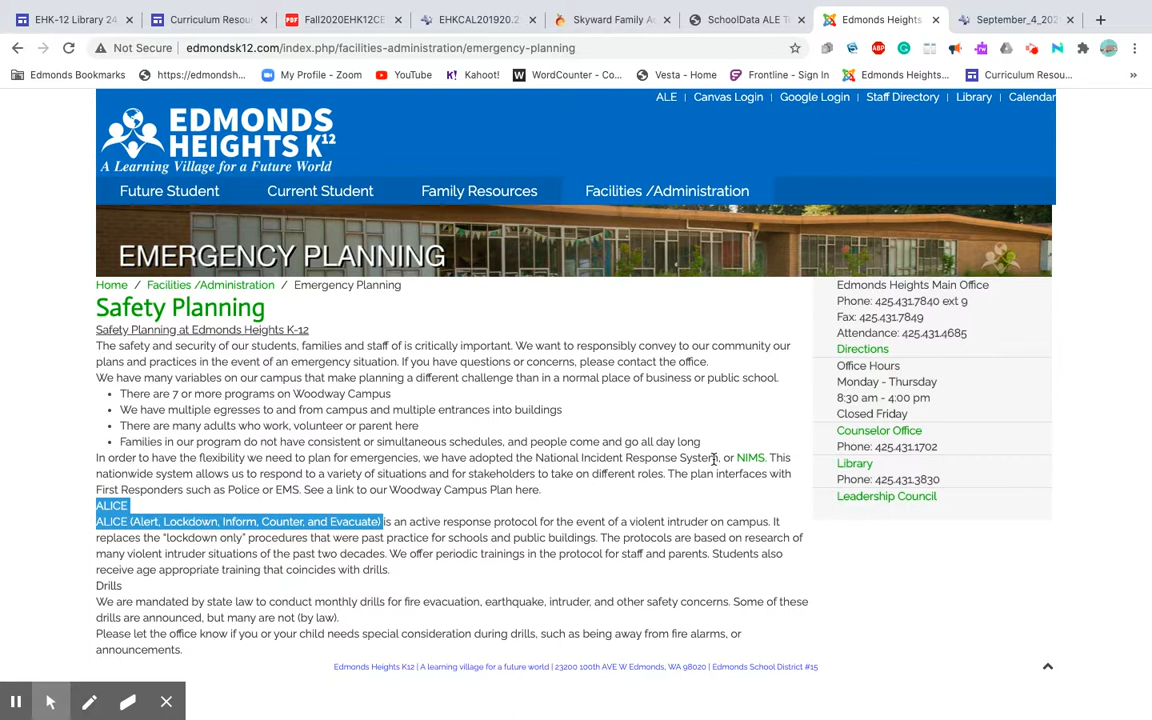 EHK-12 Library 24
Curriculum Resou
PDF
Fall2020EHK12CE
EHKCAL201920.2
Skyward Family Ac
SchoolData ALE T
Edmonds Heights
September_4_202
Not Secure
edmondsk12.com/index.php/facilities-administration/emergency-planning
ABP
Edmonds Bookmarks
https://edmondsh...
My Profile - Zoom
YouTube
Kahoot!
WordCounter - Co...
Vesta - Home
Frontline - Sign In
Edmonds Heights...
Curriculum Resou...
»
ALE | Canvas Login | Google Login | Staff Directory | Library | Calendar
EDMONDS
HEIGHTS K12
A Learning Village for a Future World
Future Student
Current Student
Family Resources
Facilities /Administration
EMERGENCY PLANNING
Home / Facilities /Administration / Emergency Planning
Safety Planning
Safety Planning at Edmonds Heights K-12
The safety and security of our students, families and staff of is critically important. We want to responsibly convey to our community our
plans and practices in the event of an emergency situation. If you have questions or concerns, please contact the office.
We have many variables on our campus that make planning a different challenge than in a normal place of business or public school.
• There are 7 or more programs on Woodway Campus
• We have multiple egresses to and from campus and multiple entrances into buildings
• There are many adults who work, volunteer or parent here
• Families in our program do not have consistent or simultaneous schedules, and people come and go all day long
In order to have the flexibility we need to plan for emergencies, we have adopted the National Incident Response System, or NIMS. This
nationwide system allows us to respond to a variety of situations and for stakeholders to take on different roles. The plan interfaces with
First Responders such as Police or EMS. See a link to our Woodway Campus Plan here.
ALICE
ALICE (Alert, Lockdown, Inform, Counter, and Evacuate) is an active response protocol for the event of a violent intruder on campus. It
replaces the "lockdown only" procedures that were past practice for schools and public buildings. The protocols are based on research of
many violent intruder situations of the past two decades. We offer periodic trainings in the protocol for staff and parents. Students also
receive age appropriate training that coincides with drills.
Drills
We are mandated by state law to conduct monthly drills for fire evacuation, earthquake, intruder, and other safety concerns. Some of these
drills are announced, but many are not (by law).
Please let the office know if you or your child needs special consideration during drills, such as being away from fire alarms, or
announcements.
Edmonds Heights Main Office
Phone: 425.431.7840 ext 9
Fax: 425.431.7849
Attendance: 425.431.4685
Directions
Office Hours
Monday - Thursday
8:30 am - 4:00 pm
Closed Friday
Counselor Office
Phone: 425.431.1702
Library
Phone: 425.431.3830
Leadership Council
Edmonds Heights K12 | A learning village for a future world | 23200 100th AVE W Edmonds, WA 98020 | Edmonds School District #15